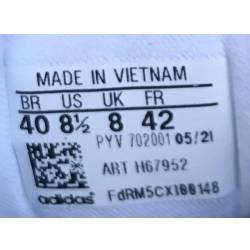 MADE IN VIETNAM
BR US UK FR
40 8½ 8 42
PYV 702001 05/21
ART H67952
adidas FdRM5CXI00148